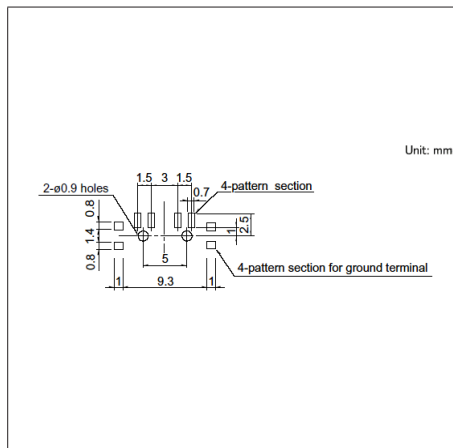 Unit: mm
1.5 3 1.5
0.7
2-ø0.9 holes
4-pattern section
0.8
1.4
0.8
1
2.5
5
4-pattern section for ground terminal
1 9.3 1